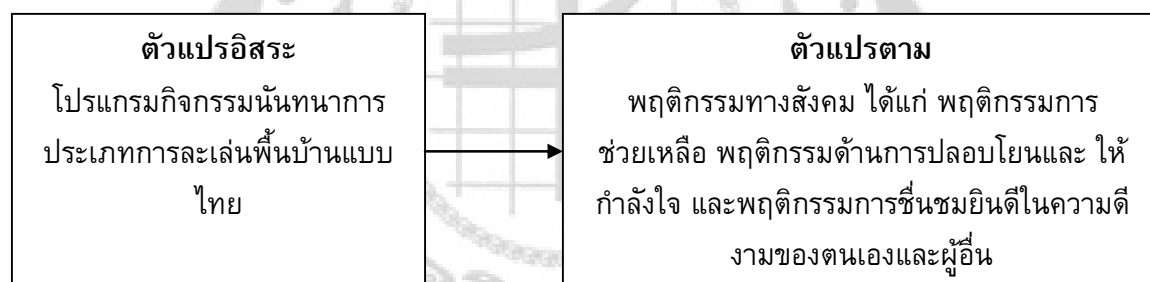 ตัวแปรอิสระ
โปรแกรมกิจกรรมนันทนาการ
ประเภทการละเล่นพื้นบ้านแบบ
ไทย
ตัวแปรตาม
พฤติกรรมทางสังคม ได้แก่ พฤติกรรมการ
ช่วยเหลือ พฤติกรรมด้านการปลอบโยนและ ให้
กำลังใจ และพฤติกรรมการชื่นชมยินดีในความดี
งามของตนเองและผู้อื่น